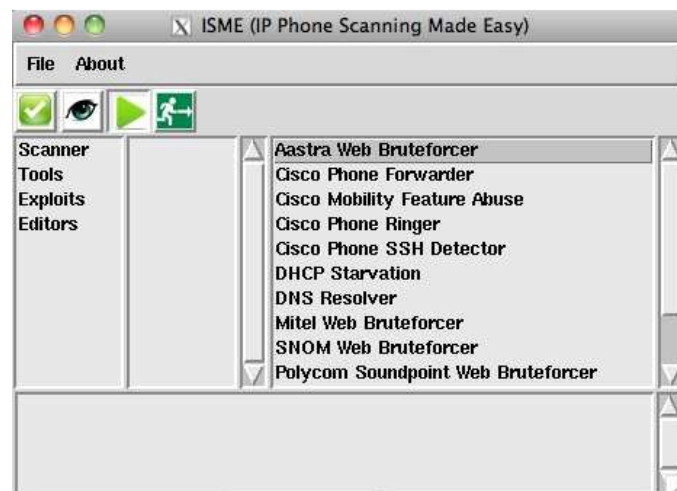 X ISME (IP Phone Scanning Made Easy)
File About
Scanner
Tools
Exploits
Editors
Aastra Web Bruteforcer
Cisco Phone Forwarder
Cisco Mobility Feature Abuse
Cisco Phone Ringer
Cisco Phone SSH Detector
DHCP Starvation
DNS Resolver
Mitel Web Bruteforcer
SNOM Web Bruteforcer
Polycom Soundpoint Web Bruteforcer